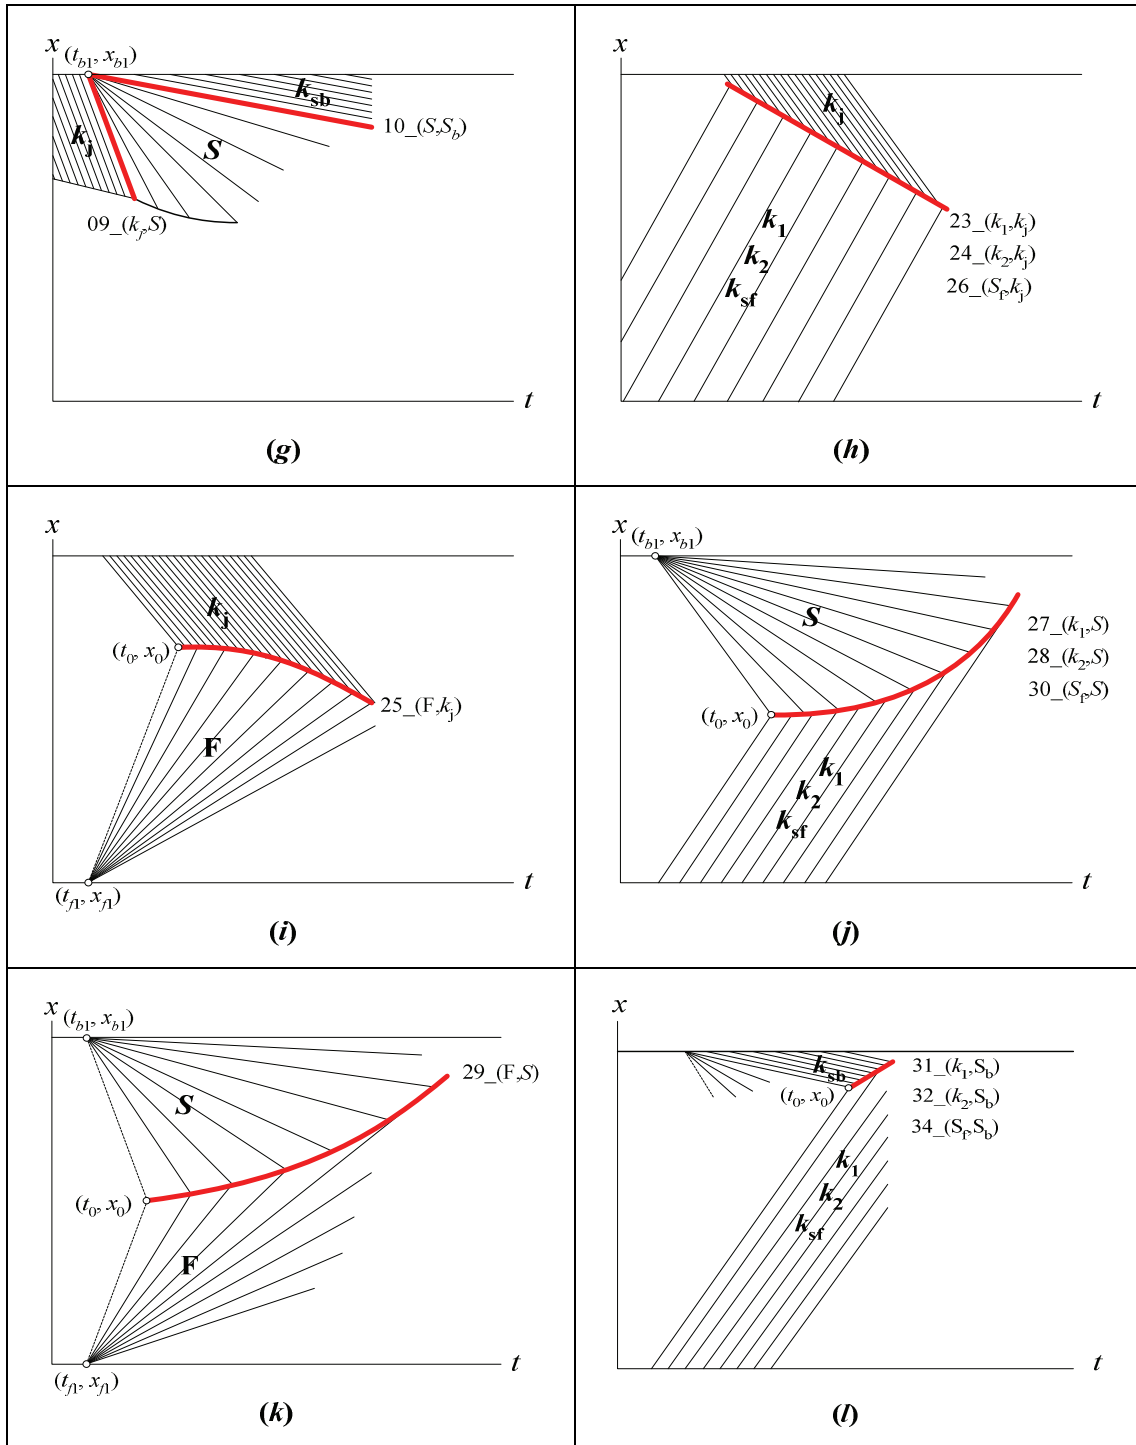 x
(t_b1, x_b1)
k_sb
10_(S,S_b)
k_j
S
09_(k_j,S)
t
(g)
x
k_j
k_1
k_2
k_sf
23_(k_1,k_j)
24_(k_2,k_j)
26_(S_f,k_j)
t
(h)
x
k_j
(t_0, x_0)
25_(F,k_j)
F
t
(t_f1, x_f1)
(i)
x
(t_b1, x_b1)
S
27_(k_1,S)
28_(k_2,S)
30_(S_f,S)
(t_0, x_0)
k_1
k_2
k_sf
t
(j)
x
(t_b1, x_b1)
29_(F,S)
S
(t_0, x_0)
F
t
(t_f1, x_f1)
(k)
x
k_sb
(t_0, x_0)
31_(k_1,S_b)
32_(k_2,S_b)
34_(S_f,S_b)
k_1
k_2
k_sf
t
(l)